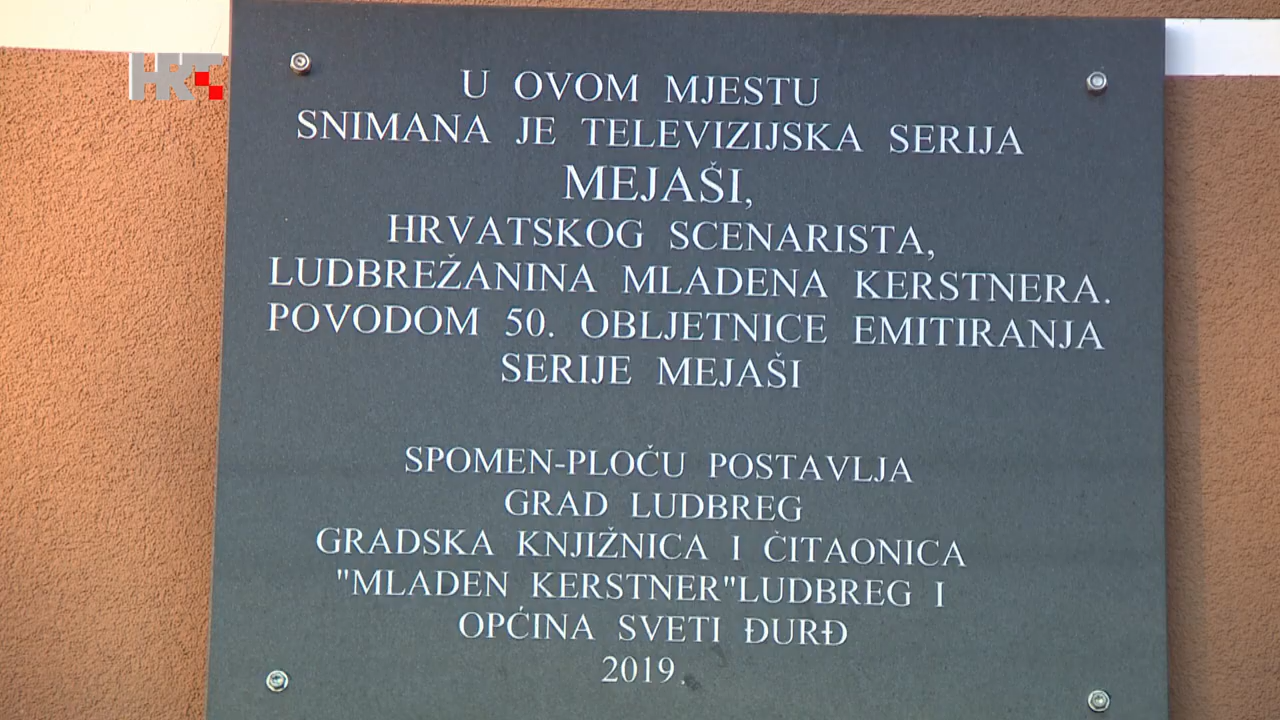 HRT
U OVOM MJESTU
SNIMANA JE TELEVIZIJSKA SERIJA
MEJAŠI,
HRVATSKOG SCENARISTA,
LUDBREŽANINA MLADENA KERSTNERA.
POVODOM 50. OBLJETNICE EMITIRANJA
SERIJE MEJAŠI
SPOMEN-PLOČU POSTAVLJA
GRAD LUDBREG
GRADSKA KNJIŽNICA I ČITAONICA
"MLADEN KERSTNER"LUDBREG I
OPĆINA SVETI ĐURĐ
2019.